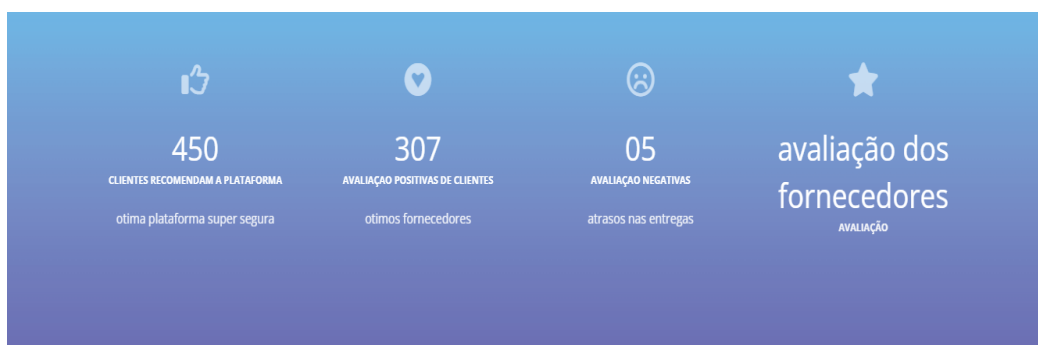 450
CLIENTES RECOMENDAM A PLATAFORMA
otima plataforma super segura
307
AVALIAÇAO POSITIVAS DE CLIENTES
otimos fornecedores
05
AVALIAÇAO NEGATIVAS
atrasos nas entregas
avaliação dos
fornecedores
AVALIAÇÃO